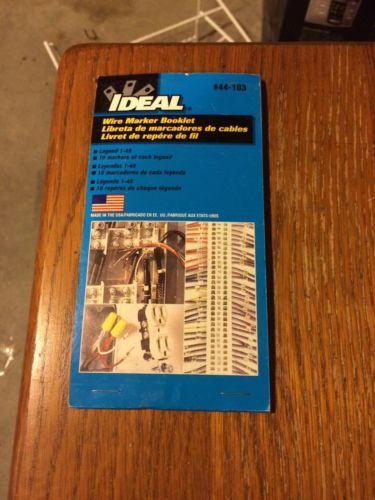 IDEAL
#44-103
Wire Marker Booklet
Libreta de marcadores de cables
Livret de repére de fil
• Legend 1-45
• 10 markers of each legend
• Leyendas 1-45
• 10 marcadores de cada leyenda
• Légende 1-45
• 10 repères de chaque légende
MADE IN THE USA/FABRICADO EN EE. UU./FABRIQUÉ AUX ETATS-UNIS